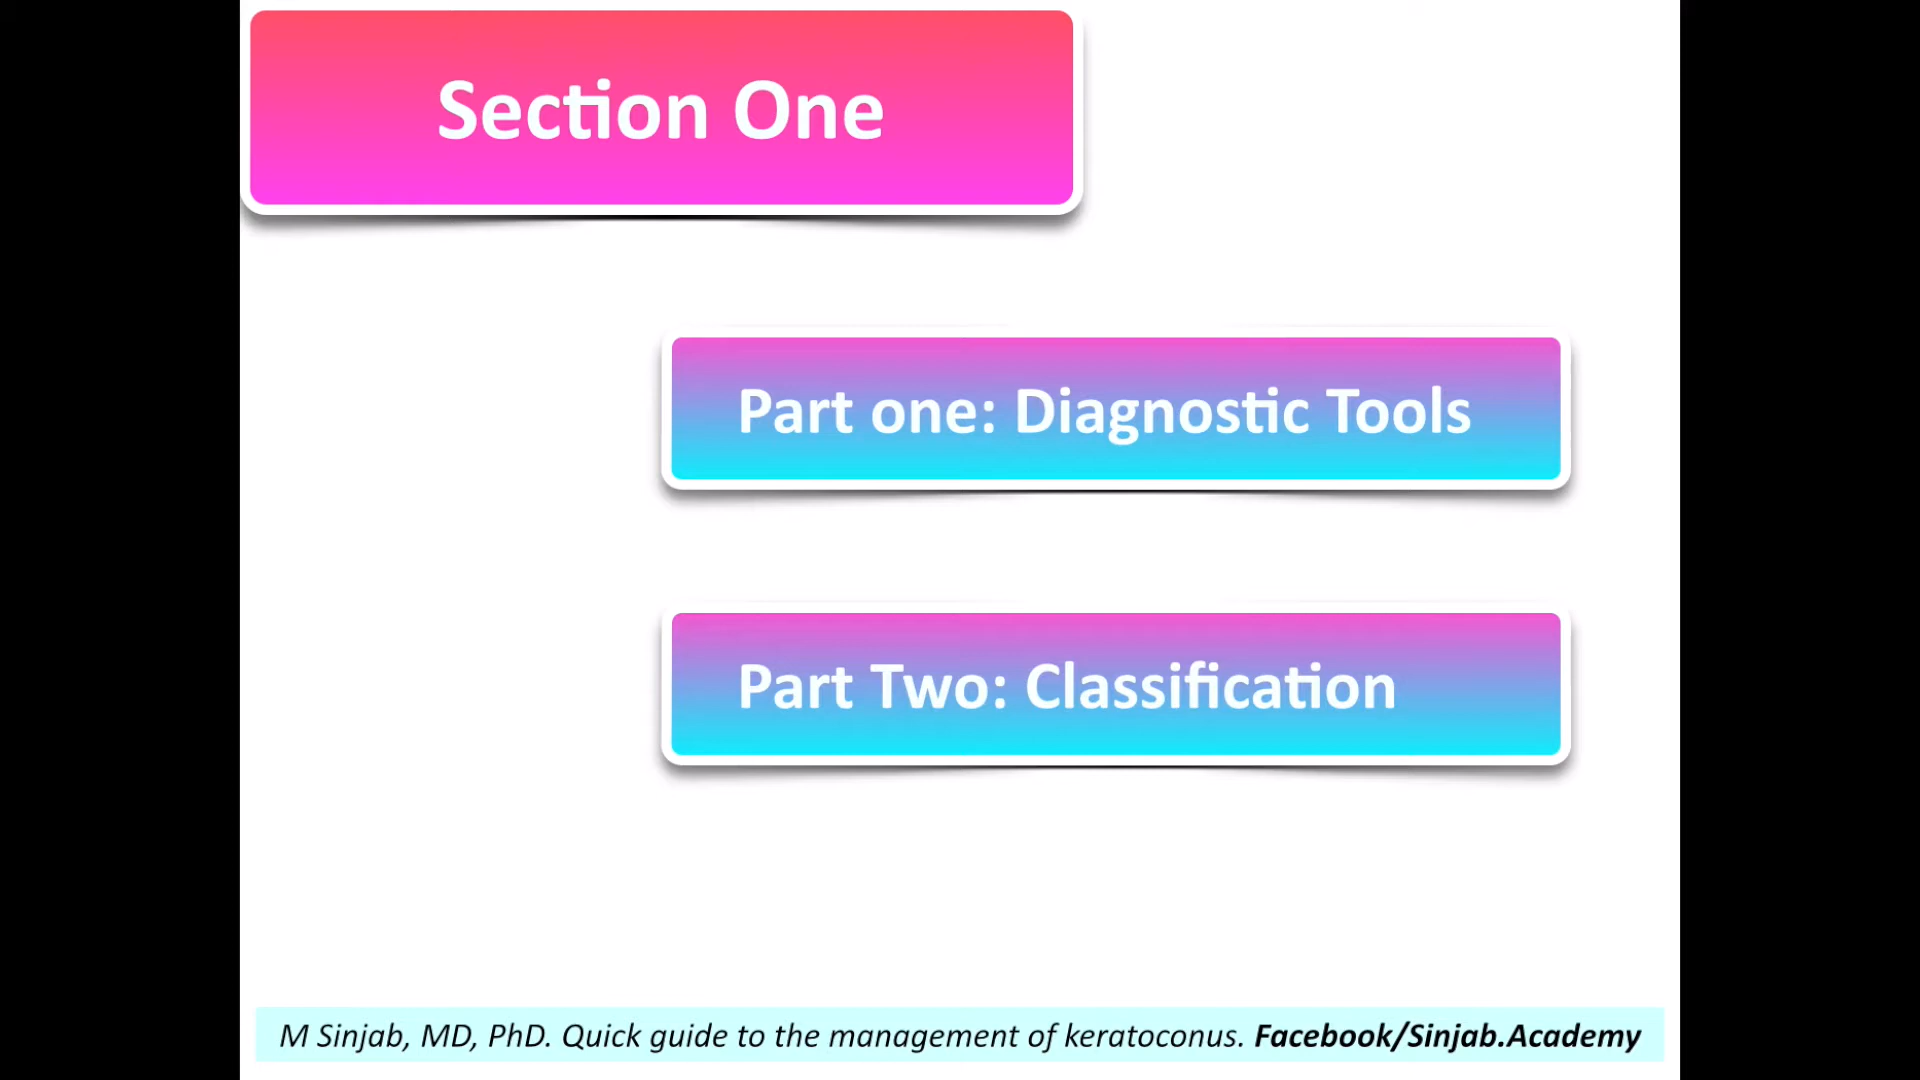 Section One
Part one: Diagnostic Tools
Part Two: Classification
M Sinjab, MD, PhD. Quick guide to the management of keratoconus. Facebook/Sinjab.Academy